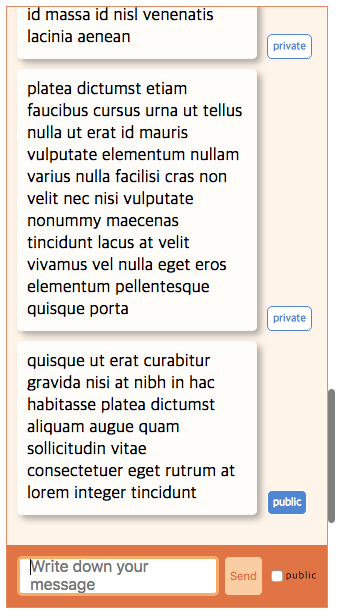 id massa id nisl venenatis
lacinia aenean
private
platea dictumst etiam
faucibus cursus urna ut tellus
nulla ut erat id mauris
vulputate elementum nullam
varius nulla facilisi cras non
velit nec nisi vulputate
nonummy maecenas
tincidunt lacus at velit
vivamus vel nulla eget eros
elementum pellentesque
quisque porta
private
quisque ut erat curabitur
gravida nisi at nibh in hac
habitasse platea dictumst
aliquam augue quam
sollicitudin vitae
consectetuer eget rutrum at
lorem integer tincidunt
public
Write down your
message
Send
public